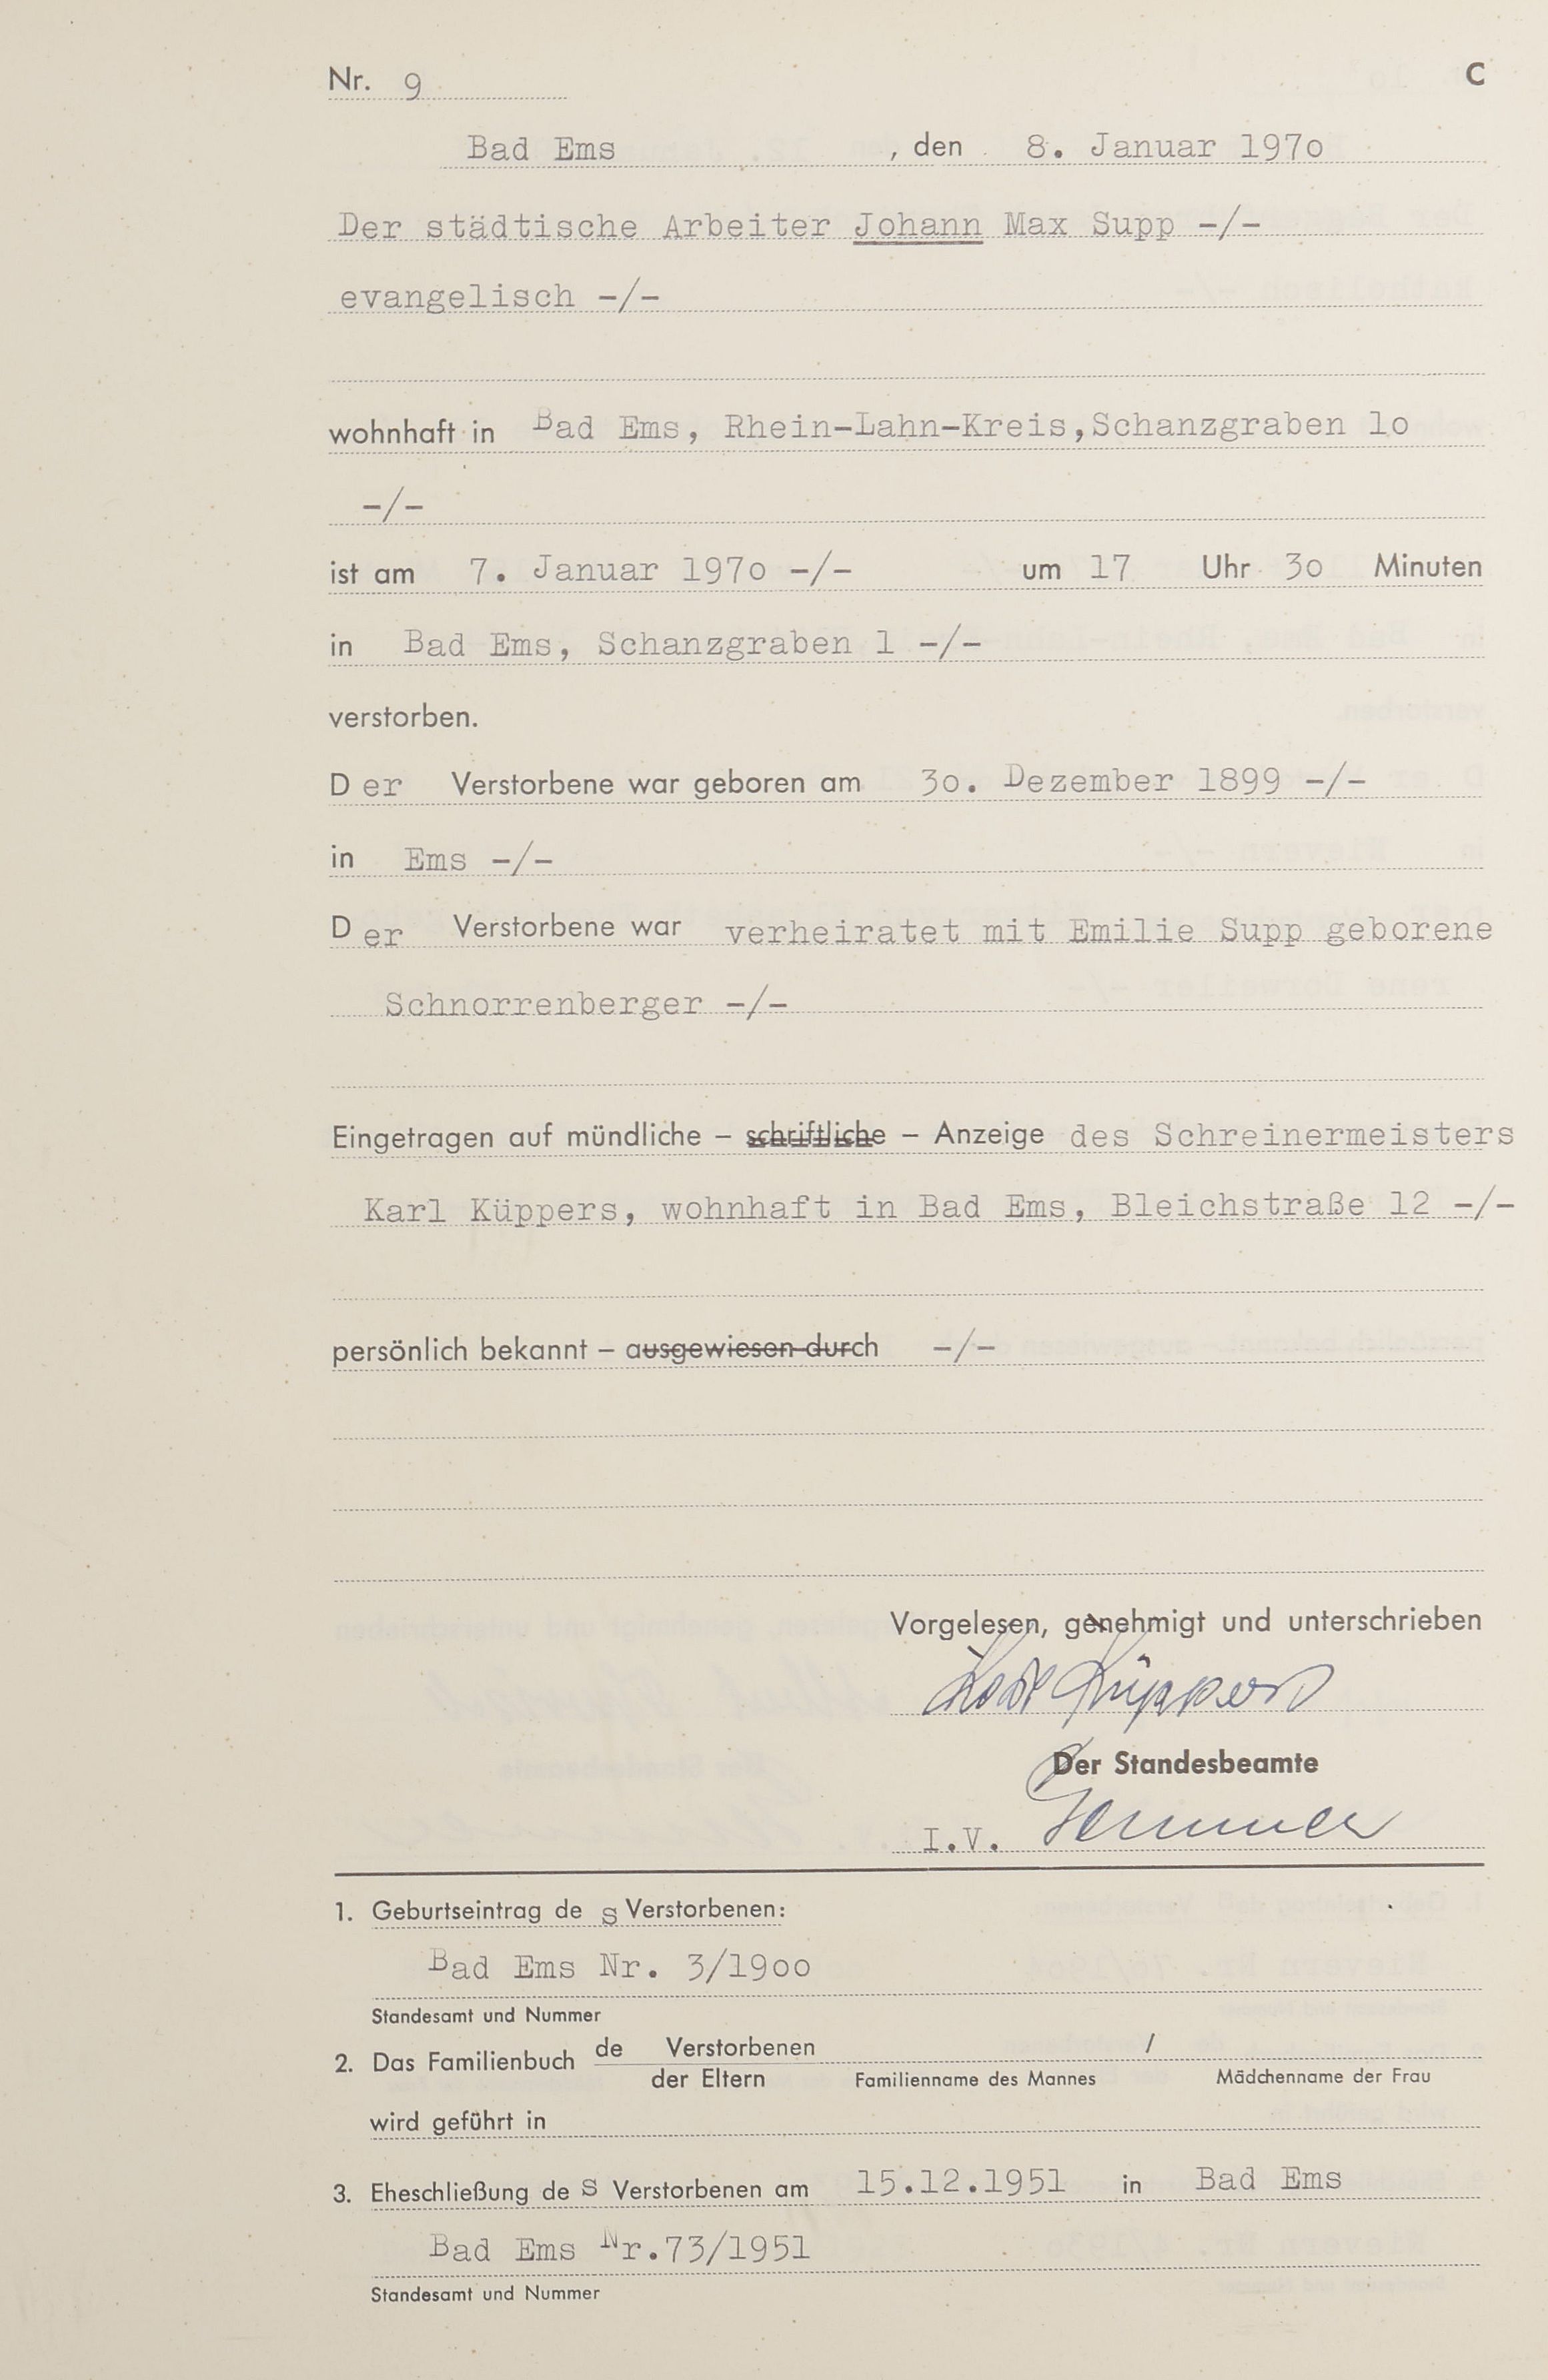 Nr. 9
C
Bad Ems , den 8. Januar 197o
Der städtische Arbeiter Johann Max Supp -/-
evangelisch -/-
wohnhaft in Bad Ems, Rhein-Lahn-Kreis,Schanzgraben lo
-/-
ist am 7. Januar 197o -/- um 17 Uhr 3o Minuten
in Bad Ems, Schanzgraben 1 -/-
verstorben.
Der Verstorbene war geboren am 3o. Dezember 1899 -/-
in Ems -/-
Der Verstorbene war verheiratet mit Emilie Supp geborene
Schnorrenberger -/-
Eingetragen auf mündliche – schriftliche – Anzeige des Schreinermeisters
Karl Küppers, wohnhaft in Bad Ems, Bleichstraße 12 -/-
persönlich bekannt – ausgewiesen durch -/-
Vorgelesen, genehmigt und unterschrieben
Karl Küppers
Der Standesbeamte
I.V.
1. Geburtseintrag des Verstorbenen:
Bad Ems Nr. 3/19oo
Standesamt und Nummer
2. Das Familienbuch de Verstorbenen /
der Eltern Familienname des Mannes Mädchenname der Frau
wird geführt in
3. Eheschließung des Verstorbenen am 15.12.1951 in Bad Ems
Bad Ems Nr.73/1951
Standesamt und Nummer